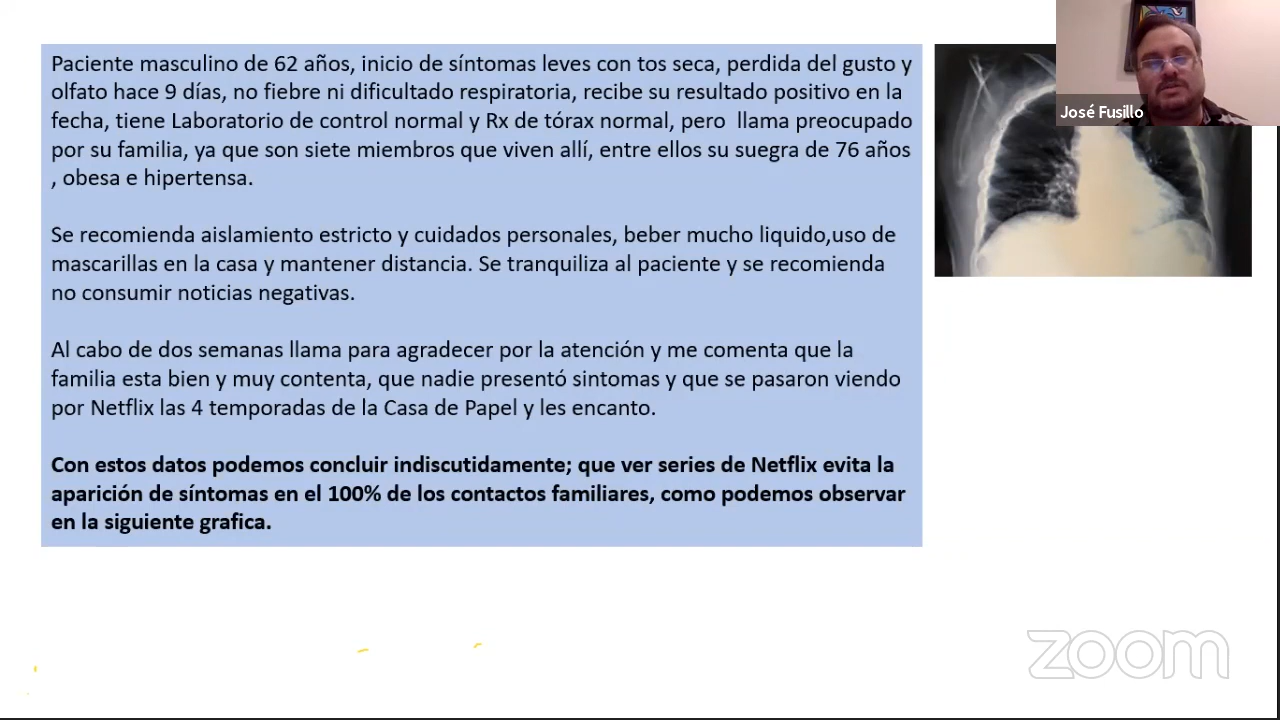 Paciente masculino de 62 años, inicio de síntomas leves con tos seca, perdida del gusto y
olfato hace 9 días, no fiebre ni dificultado respiratoria, recibe su resultado positivo en la
fecha, tiene Laboratorio de control normal y Rx de tórax normal, pero llama preocupado
por su familia, ya que son siete miembros que viven allí, entre ellos su suegra de 76 años
, obesa e hipertensa.
Se recomienda aislamiento estricto y cuidados personales, beber mucho liquido,uso de
mascarillas en la casa y mantener distancia. Se tranquiliza al paciente y se recomienda
no consumir noticias negativas.
Al cabo de dos semanas llama para agradecer por la atención y me comenta que la
familia esta bien y muy contenta, que nadie presentó sintomas y que se pasaron viendo
por Netflix las 4 temporadas de la Casa de Papel y les encanto.
Con estos datos podemos concluir indiscutidamente; que ver series de Netflix evita la
aparición de síntomas en el 100% de los contactos familiares, como podemos observar
en la siguiente grafica.
José Fusillo
zoom